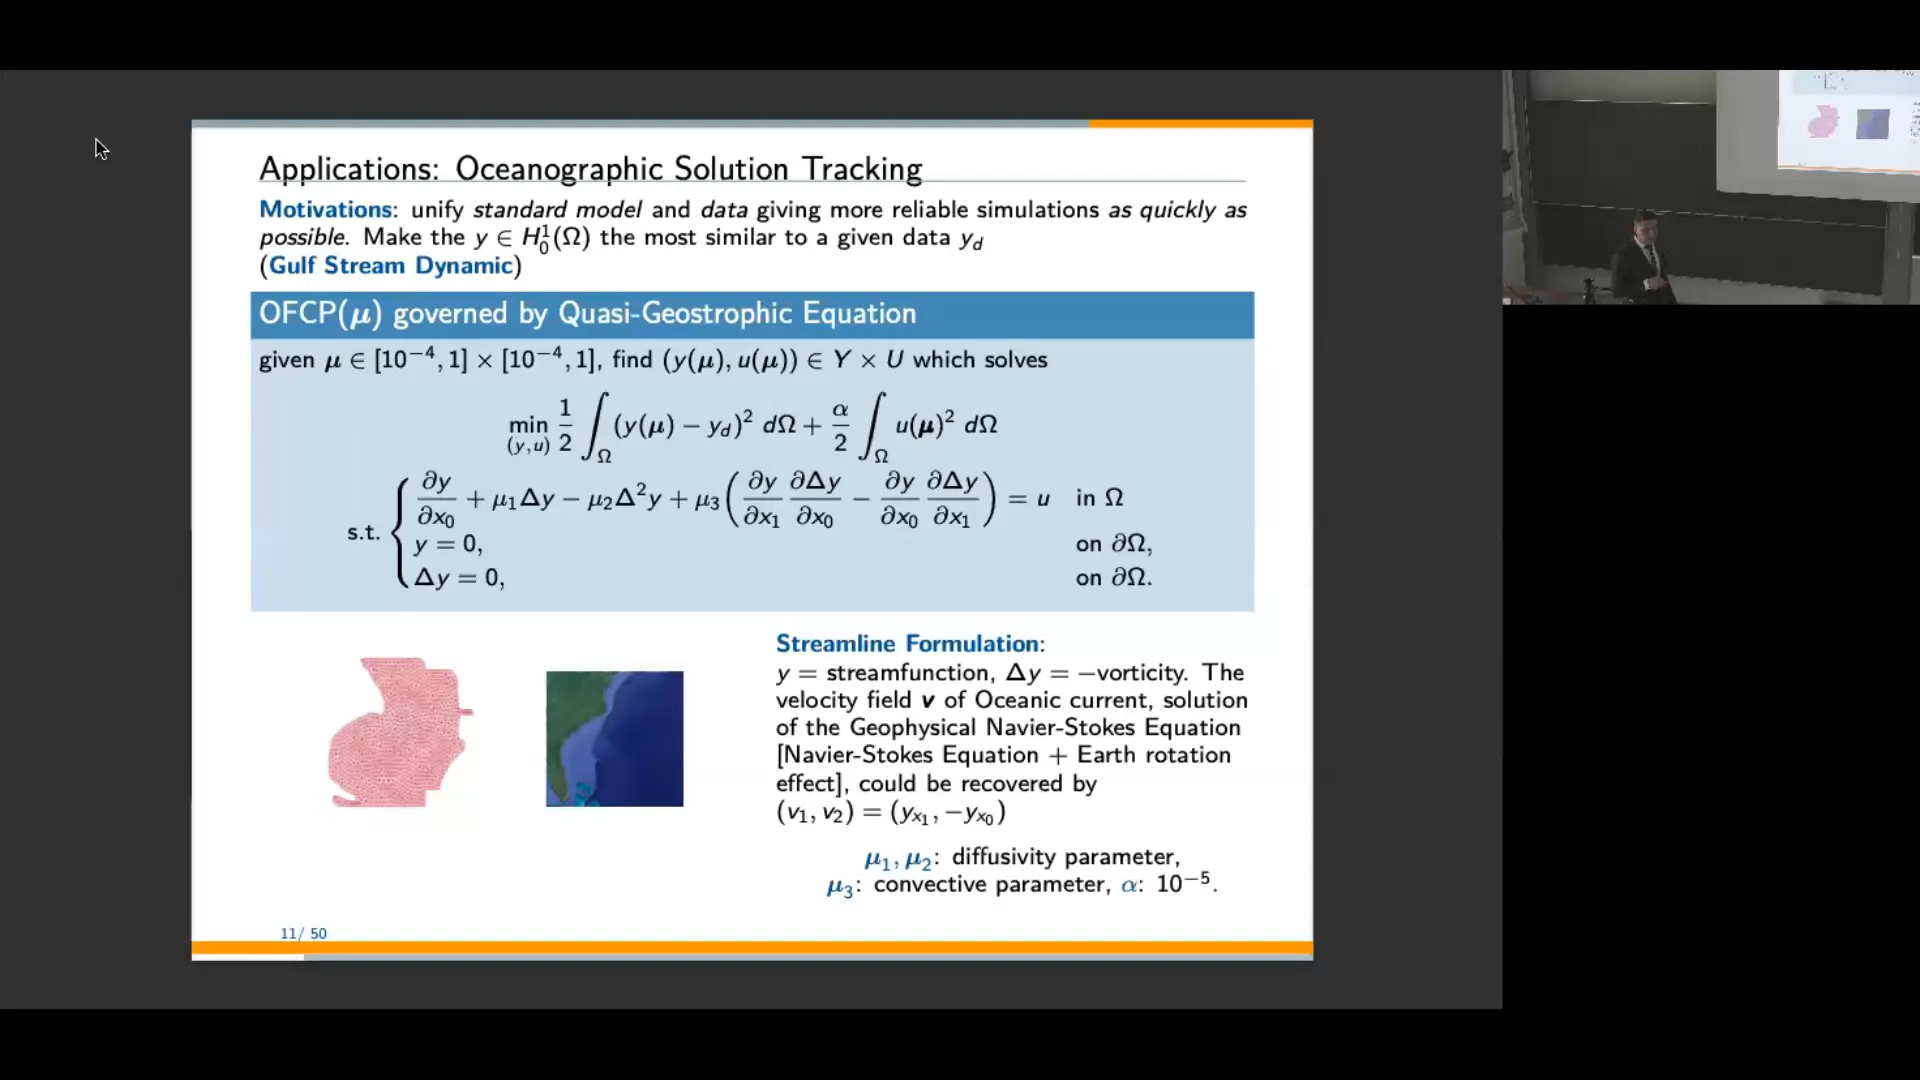 Applications: Oceanographic Solution Tracking
Motivations: unify standard model and data giving more reliable simulations as quickly as
possible. Make the y ∈ H₀¹(Ω) the most similar to a given data y_d
(Gulf Stream Dynamic)
OFCP(μ) governed by Quasi-Geostrophic Equation
given μ ∈ [10⁻⁴, 1] × [10⁻⁴, 1], find (y(μ), u(μ)) ∈ Y × U which solves
min_{(y,u)} 1/2 ∫_Ω (y(μ) − y_d)² dΩ + α/2 ∫_Ω u(μ)² dΩ
s.t. { ∂y/∂x₀ + μ₁Δy − μ₂Δ²y + μ₃(∂y/∂x₁ ∂Δy/∂x₀ − ∂y/∂x₀ ∂Δy/∂x₁) = u in Ω
y = 0, on ∂Ω,
Δy = 0, on ∂Ω.
Streamline Formulation:
y = streamfunction, Δy = −vorticity. The
velocity field v of Oceanic current, solution
of the Geophysical Navier-Stokes Equation
[Navier-Stokes Equation + Earth rotation
effect], could be recovered by
(v₁, v₂) = (y_{x₁}, −y_{x₀})
μ₁, μ₂: diffusivity parameter,
μ₃: convective parameter, α: 10⁻⁵.
11/ 50